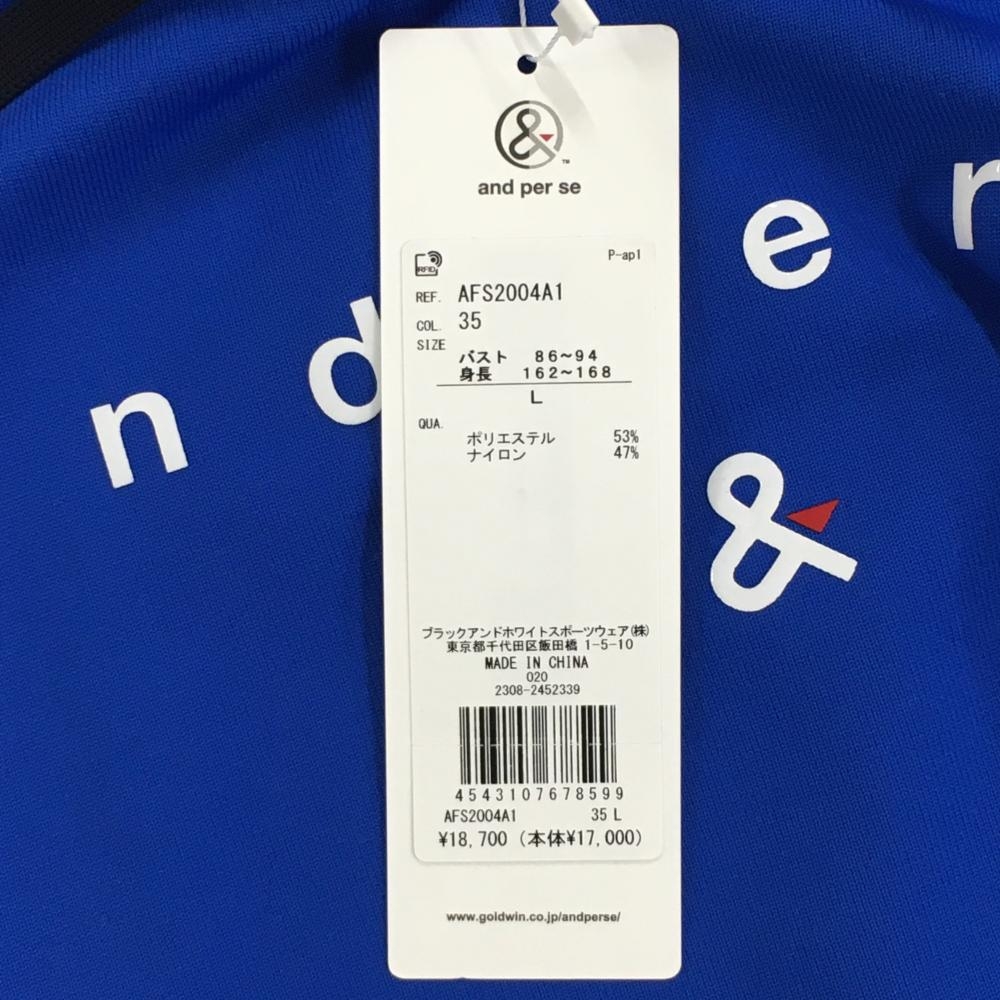 &
TM
and per se
RFID
P-ap1
REF. AFS2004A1
COL. 35
SIZE
バスト 86~94
身長 162~168
L
QUA.
ポリエステル 53%
ナイロン 47%
ブラックアンドホワイトスポーツウェア(株)
東京都千代田区飯田橋 1-5-10
MADE IN CHINA
020
2308-2452339
4543107678599
AFS2004A1 35 L
¥18,700 (本体¥17,000)
www.goldwin.co.jp/andperse/
n d e r
&